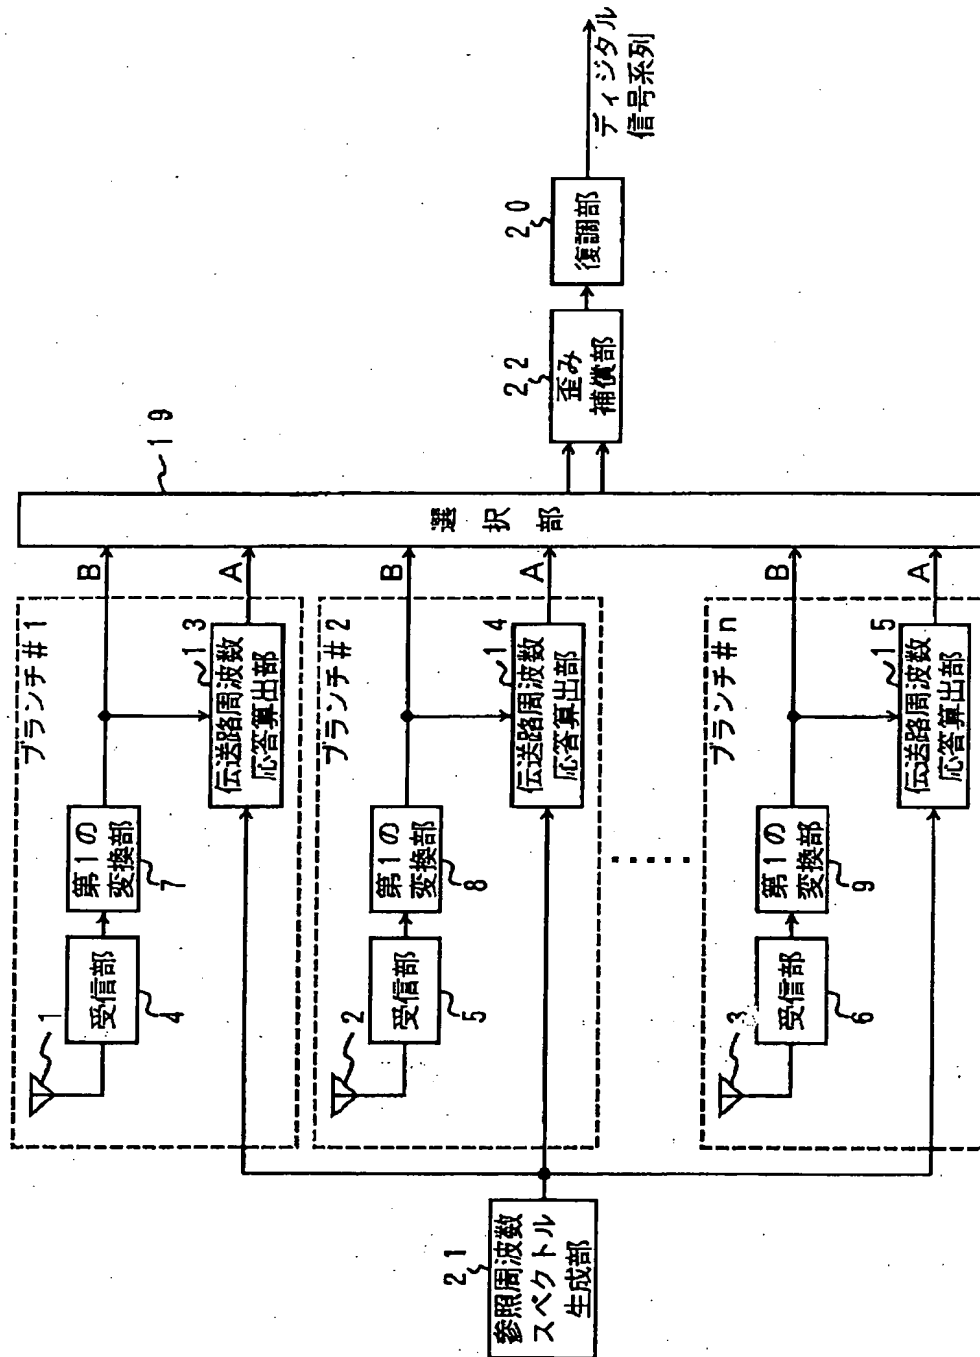 ブランチ#1
1
受信部
4
第1の
変換部
7
伝送路周波数
応答算出部
13
B
A
ブランチ#2
2
受信部
5
第1の
変換部
8
伝送路周波数
応答算出部
14
B
A
ブランチ#n
3
受信部
6
第1の
変換部
9
伝送路周波数
応答算出部
15
B
A
21
参照周波数
スペクトル
生成部
選択部
19
22
歪み
補償部
20
復調部
ディジタル
信号系列